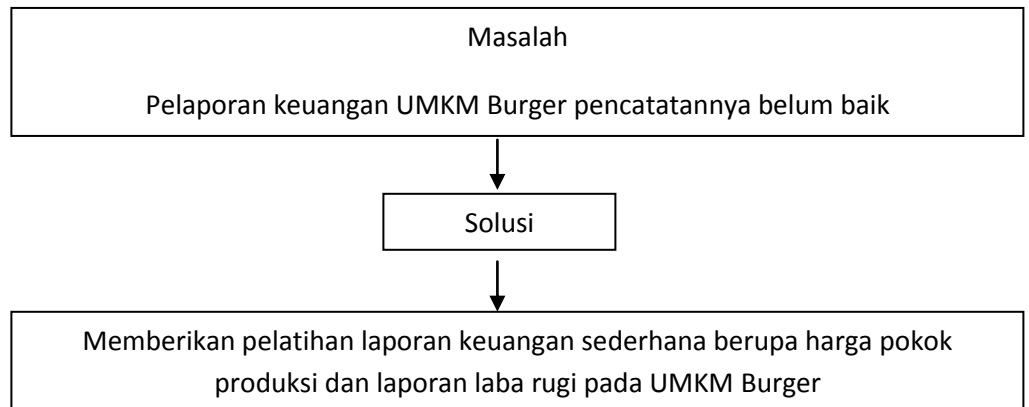 Masalah
Pelaporan keuangan UMKM Burger pencatatannya belum baik
Solusi
Memberikan pelatihan laporan keuangan sederhana berupa harga pokok
produksi dan laporan laba rugi pada UMKM Burger